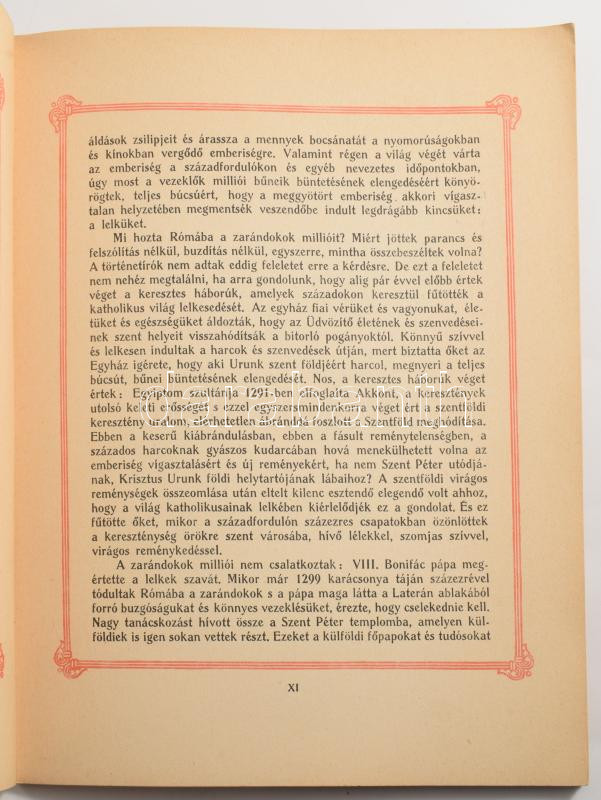 áldások zsilipjeit és árassza a mennyek bocsánatát a nyomorúságokban
és kínokban vergődő emberiségre. Valamint régen a világ végét várta
az emberiség a századfordulókon és egyéb nevezetes időpontokban,
úgy most a vezeklők milliói bűneik büntetésének elengedéséért könyö-
rögtek, teljes búcsúért, hogy a meggyötört emberiség akkori vígasz-
talan helyzetében megmentsék veszendőbe indult legdrágább kincsüket:
a lelküket.
Mi hozta Rómába a zarándokok millióit? Miért jöttek parancs és
felszólítás nélkül, buzdítás nélkül, egyszerre, mintha összebeszéltek volna?
A történetírók nem adtak eddig feleletet erre a kérdésre. De ezt a feleletet
nem nehéz megtalálni, ha arra gondolunk, hogy alig pár évvel előbb értek
véget a keresztes háborúk, amelyek századokon keresztül fűtötték a
katholikus világ lelkesedését. Az egyház fiai vérüket és vagyonukat, éle-
tüket és egészségüket áldozták, hogy az Üdvözítő életének és szenvedései-
nek szent helyeit visszahódítsák a bitorló pogányoktól. Könnyű szívvel
és lelkesen indultak a harcok és szenvedések útján, mert biztatta őket az
Egyház igérete, hogy aki Urunk szent földjéért harcol, megnyeri a teljes
búcsút, bűnei büntetésének elengedését. Nos, a keresztes háborúk véget
értek: Egyiptom szultánja 1291-ben elfoglalta Akkónt, a keresztények
utolsó keleti erősségét s ezzel egyszersmindenkorra véget ért a szentföldi
keresztény uralom; elérhetetlen ábránddá foszlott a Szentföld meghódítása.
Ebben a keserű kiábrándulásban, ebben a fásult reménytelenségben, a
százados harcoknak gyászos kudarcában hová menekülhetett volna az
emberiség vigasztalásért és új reményekért, ha nem Szent Péter utódjá-
nak, Krisztus Urunk földi helytartójának lábaihoz? A szentföldi virágos
reménységek összeomlása után eltelt kilenc esztendő elegendő volt ahhoz,
hogy a világ katholikusainak lelkében kiérlelődjék ez a gondolat. És ez
fűtötte őket, mikor a századfordulón százezres csapatokban özönlöttek
a kereszténység örökre szent városába, hívő lélekkel, szomjas szívvel,
virágos reménykedéssel.
A zarándokok milliói nem csalatkoztak: VIII. Bonifác pápa meg-
értette a lelkek szavát. Mikor már 1299 karácsonya táján százezrével
tódultak Rómába a zarándokok s a pápa maga látta a Laterán ablakából
forró buzgóságukat és könnyes vezeklésüket, érezte, hogy cselekednie kell.
Nagy tanácskozást hívott össze a Szent Péter templomba, amelyen kül-
földiek is igen sokan vettek részt. Ezeket a külföldi főpapokat és tudósokat
XI
darabanth